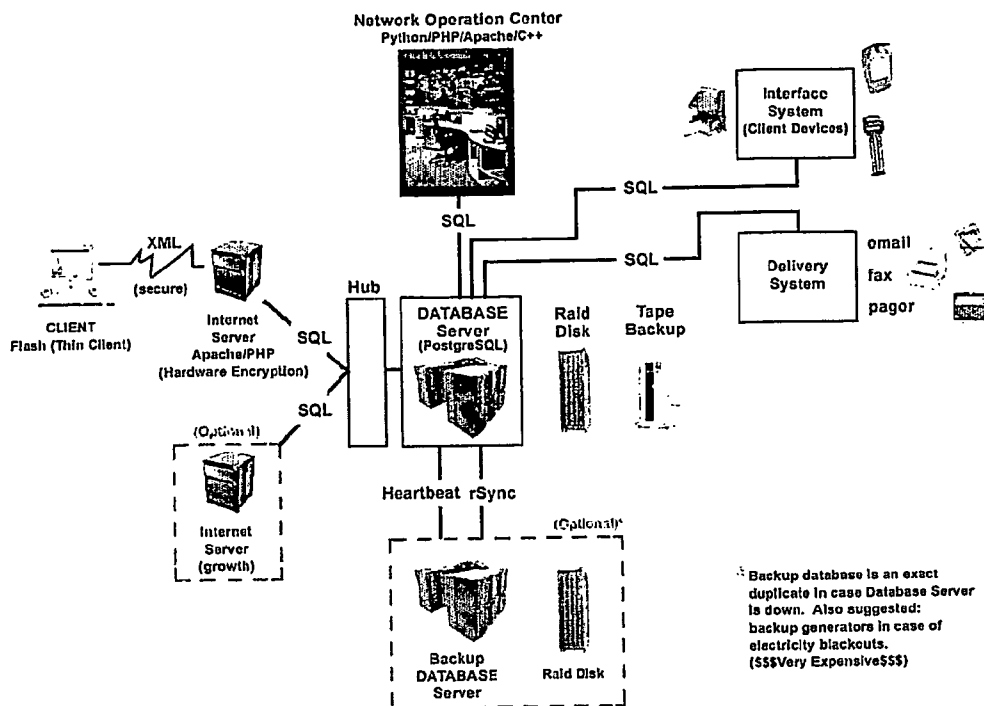 Network Operation Center
Python/PHP/Apache/C++
Interface
System
(Client Devices)
SQL
SQL
SQL
XML
(secure)
CLIENT
Flash (Thin Client)
Internet
Server
Apache/PHP
(Hardware Encryption)
SQL
SQL
Hub
DATABASE
Server
(PostgreSQL)
Raid
Disk
Tape
Backup
Delivery
System
email
fax
pager
(Optional)
Internet
Server
(growth)
Heartbeat rSync
(Optional)*
Backup
DATABASE
Server
Raid Disk
* Backup database is an exact
duplicate in case Database Server
is down. Also suggested:
backup generators in case of
electricity blackouts.
($$$Very Expensive$$$)